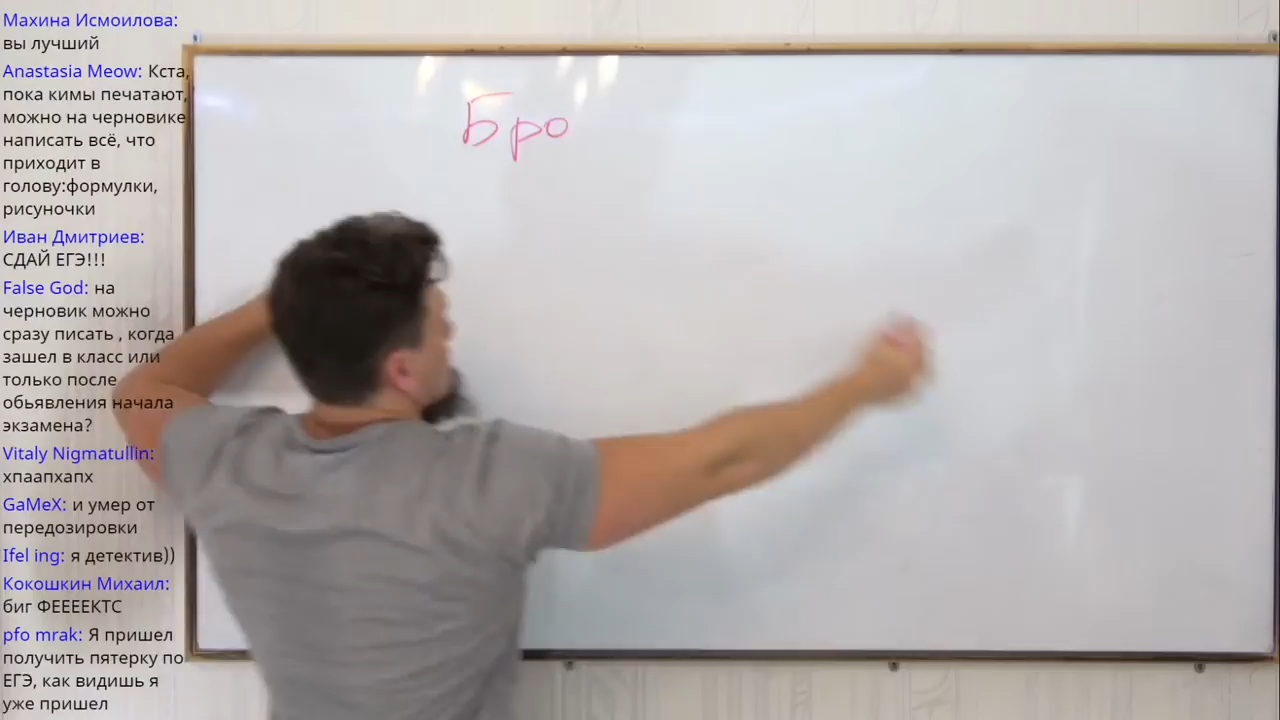 Махина Исмоилова:
вы лучший
Anastasia Meow: Кста,
пока кимы печатают,
можно на черновике
написать всё, что
приходит в
голову:формулки,
рисуночки
Иван Дмитриев:
СДАЙ ЕГЭ!!!
False God: на
черновик можно
сразу писать , когда
зашел в класс или
только после
обьявления начала
экзамена?
Vitaly Nigmatullin:
хпаапхапх
GaMeX: и умер от
передозировки
Ifel ing: я детектив))
Кокошкин Михаил:
биг ФЕЕЕЕКТС
pfo mrak: Я пришел
получить пятерку по
ЕГЭ, как видишь я
уже пришел
Бро